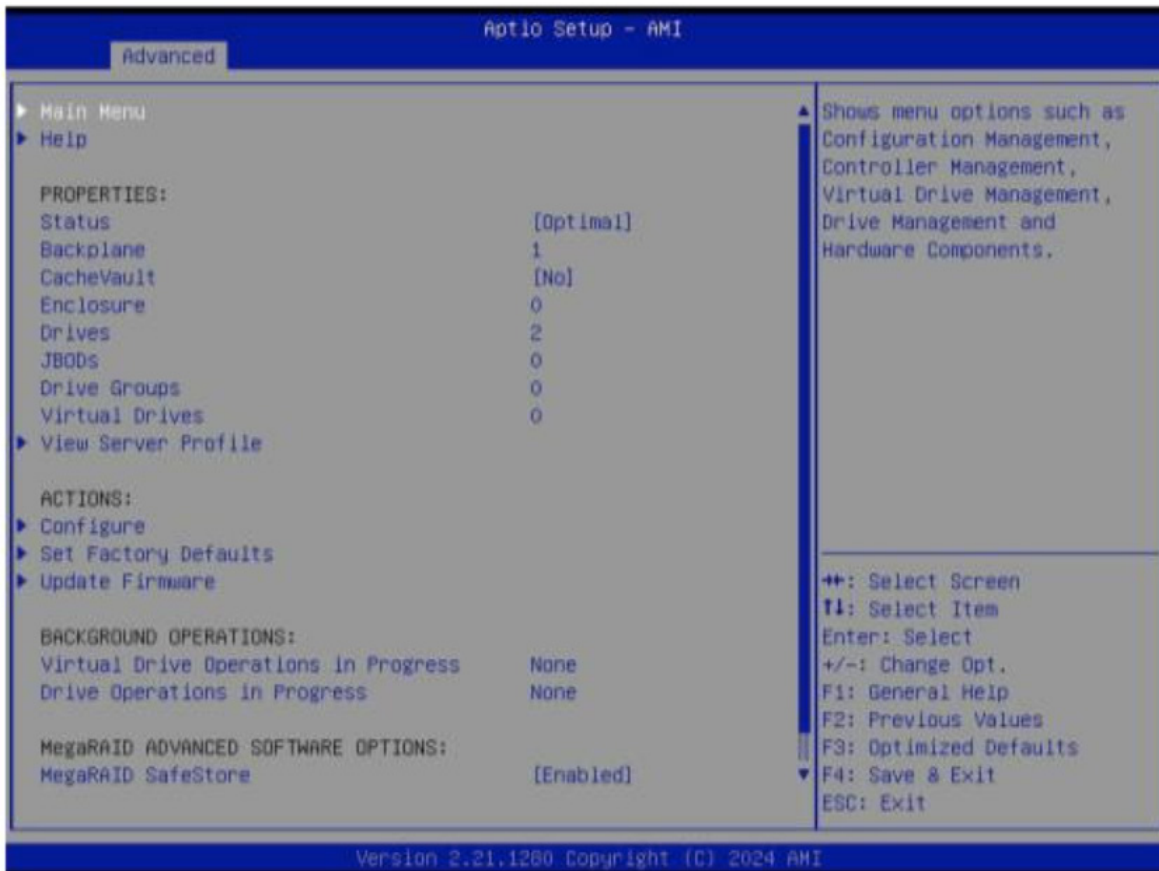 Aptio Setup - AMI
Advanced
Main Menu
Help
PROPERTIES:
Status [Optimal]
Backplane 1
CacheVault [No]
Enclosure 0
Drives 2
JBODs 0
Drive Groups 0
Virtual Drives 0
View Server Profile
ACTIONS:
Configure
Set Factory Defaults
Update Firmware
BACKGROUND OPERATIONS:
Virtual Drive Operations in Progress None
Drive Operations in Progress None
MegaRAID ADVANCED SOFTWARE OPTIONS:
MegaRAID SafeStore [Enabled]
Shows menu options such as
Configuration Management,
Controller Management,
Virtual Drive Management,
Drive Management and
Hardware Components.
→←: Select Screen
↑↓: Select Item
Enter: Select
+/-: Change Opt.
F1: General Help
F2: Previous Values
F3: Optimized Defaults
F4: Save & Exit
ESC: Exit
Version 2.21.1280 Copyright (C) 2024 AMI